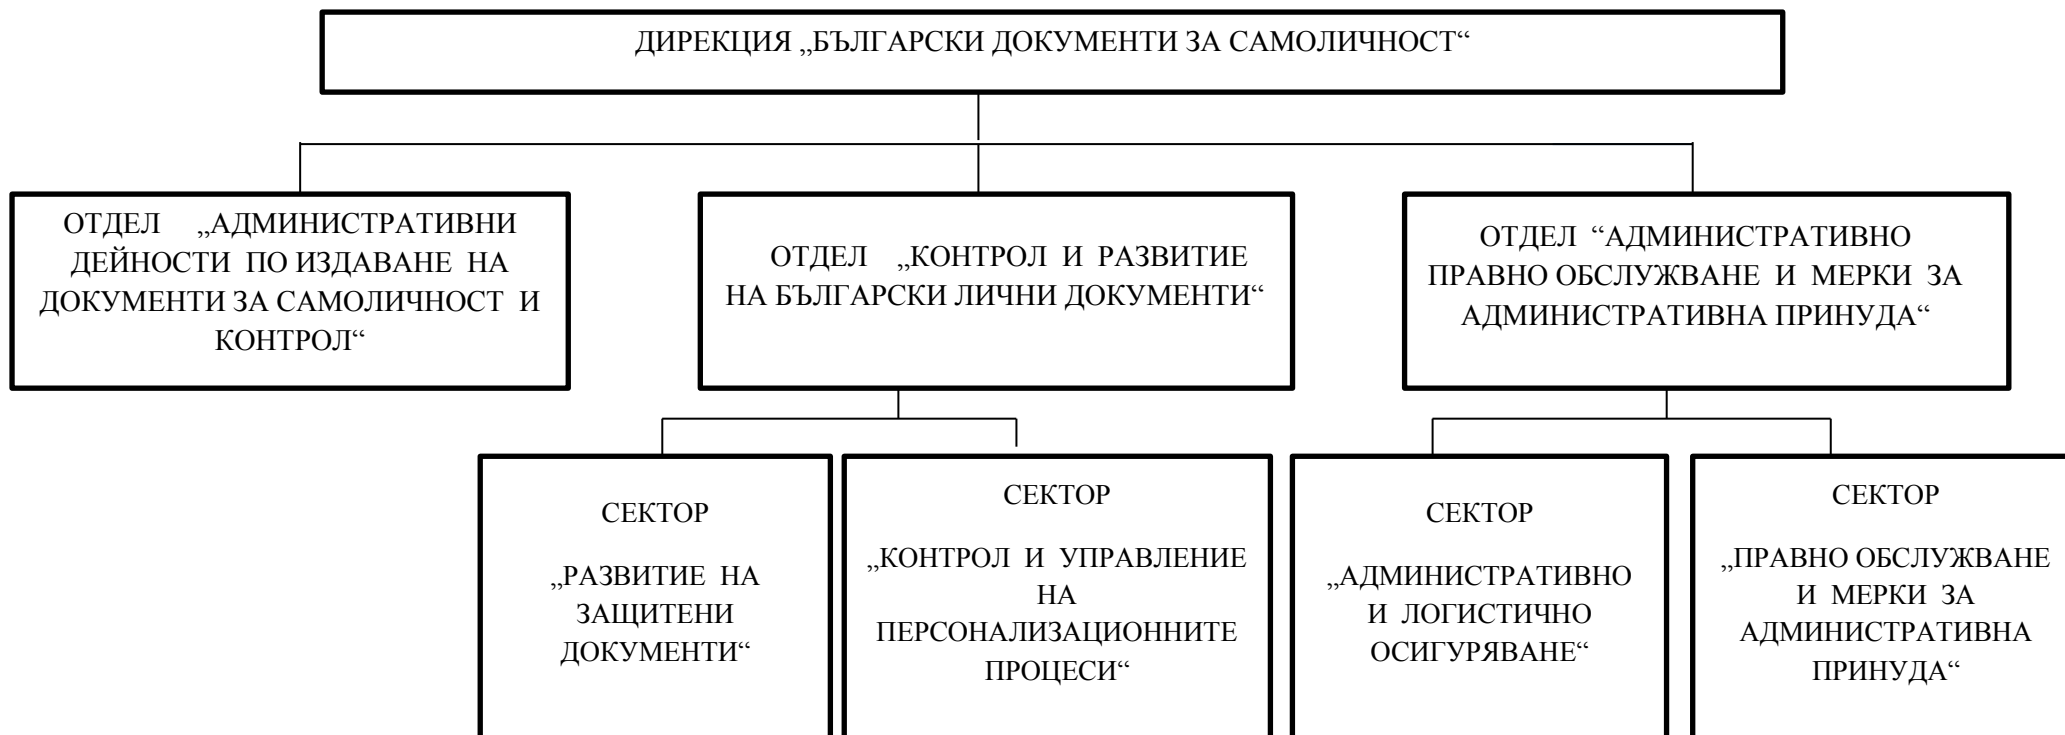 ДИРЕКЦИЯ „БЪЛГАРСКИ ДОКУМЕНТИ ЗА САМОЛИЧНОСТ“
ОТДЕЛ „АДМИНИСТРАТИВНИ
ДЕЙНОСТИ ПО ИЗДАВАНЕ НА
ДОКУМЕНТИ ЗА САМОЛИЧНОСТ И
КОНТРОЛ“
ОТДЕЛ „КОНТРОЛ И РАЗВИТИЕ
НА БЪЛГАРСКИ ЛИЧНИ ДОКУМЕНТИ“
ОТДЕЛ “АДМИНИСТРАТИВНО
ПРАВНО ОБСЛУЖВАНЕ И МЕРКИ ЗА
АДМИНИСТРАТИВНА ПРИНУДА“
СЕКТОР
„РАЗВИТИЕ НА
ЗАЩИТЕНИ
ДОКУМЕНТИ“
СЕКТОР
„КОНТРОЛ И УПРАВЛЕНИЕ
НА
ПЕРСОНАЛИЗАЦИОННИТЕ
ПРОЦЕСИ“
СЕКТОР
„АДМИНИСТРАТИВНО
И ЛОГИСТИЧНО
ОСИГУРЯВАНЕ“
СЕКТОР
„ПРАВНО ОБСЛУЖВАНЕ
И МЕРКИ ЗА
АДМИНИСТРАТИВНА
ПРИНУДА“